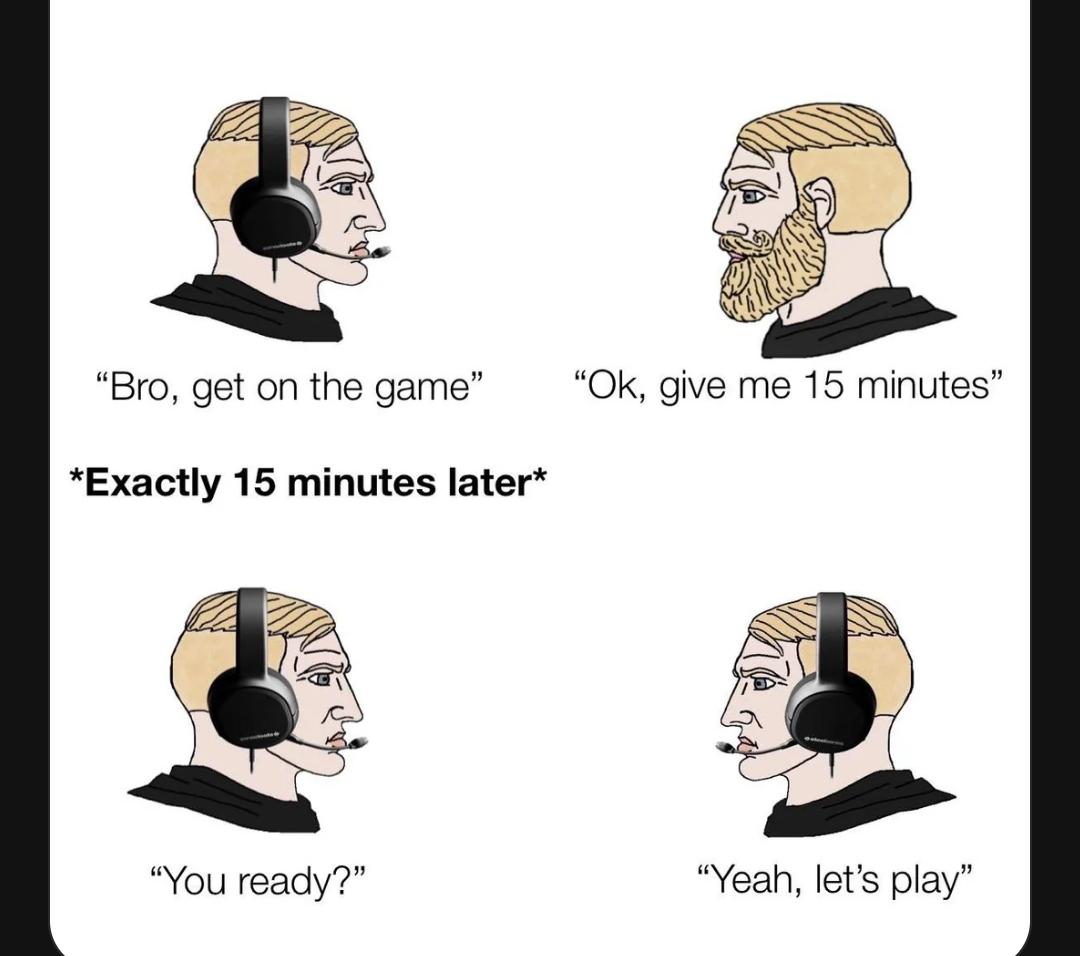 “Bro, get on the game”
“Ok, give me 15 minutes”
*Exactly 15 minutes later*
“You ready?”
“Yeah, let’s play”